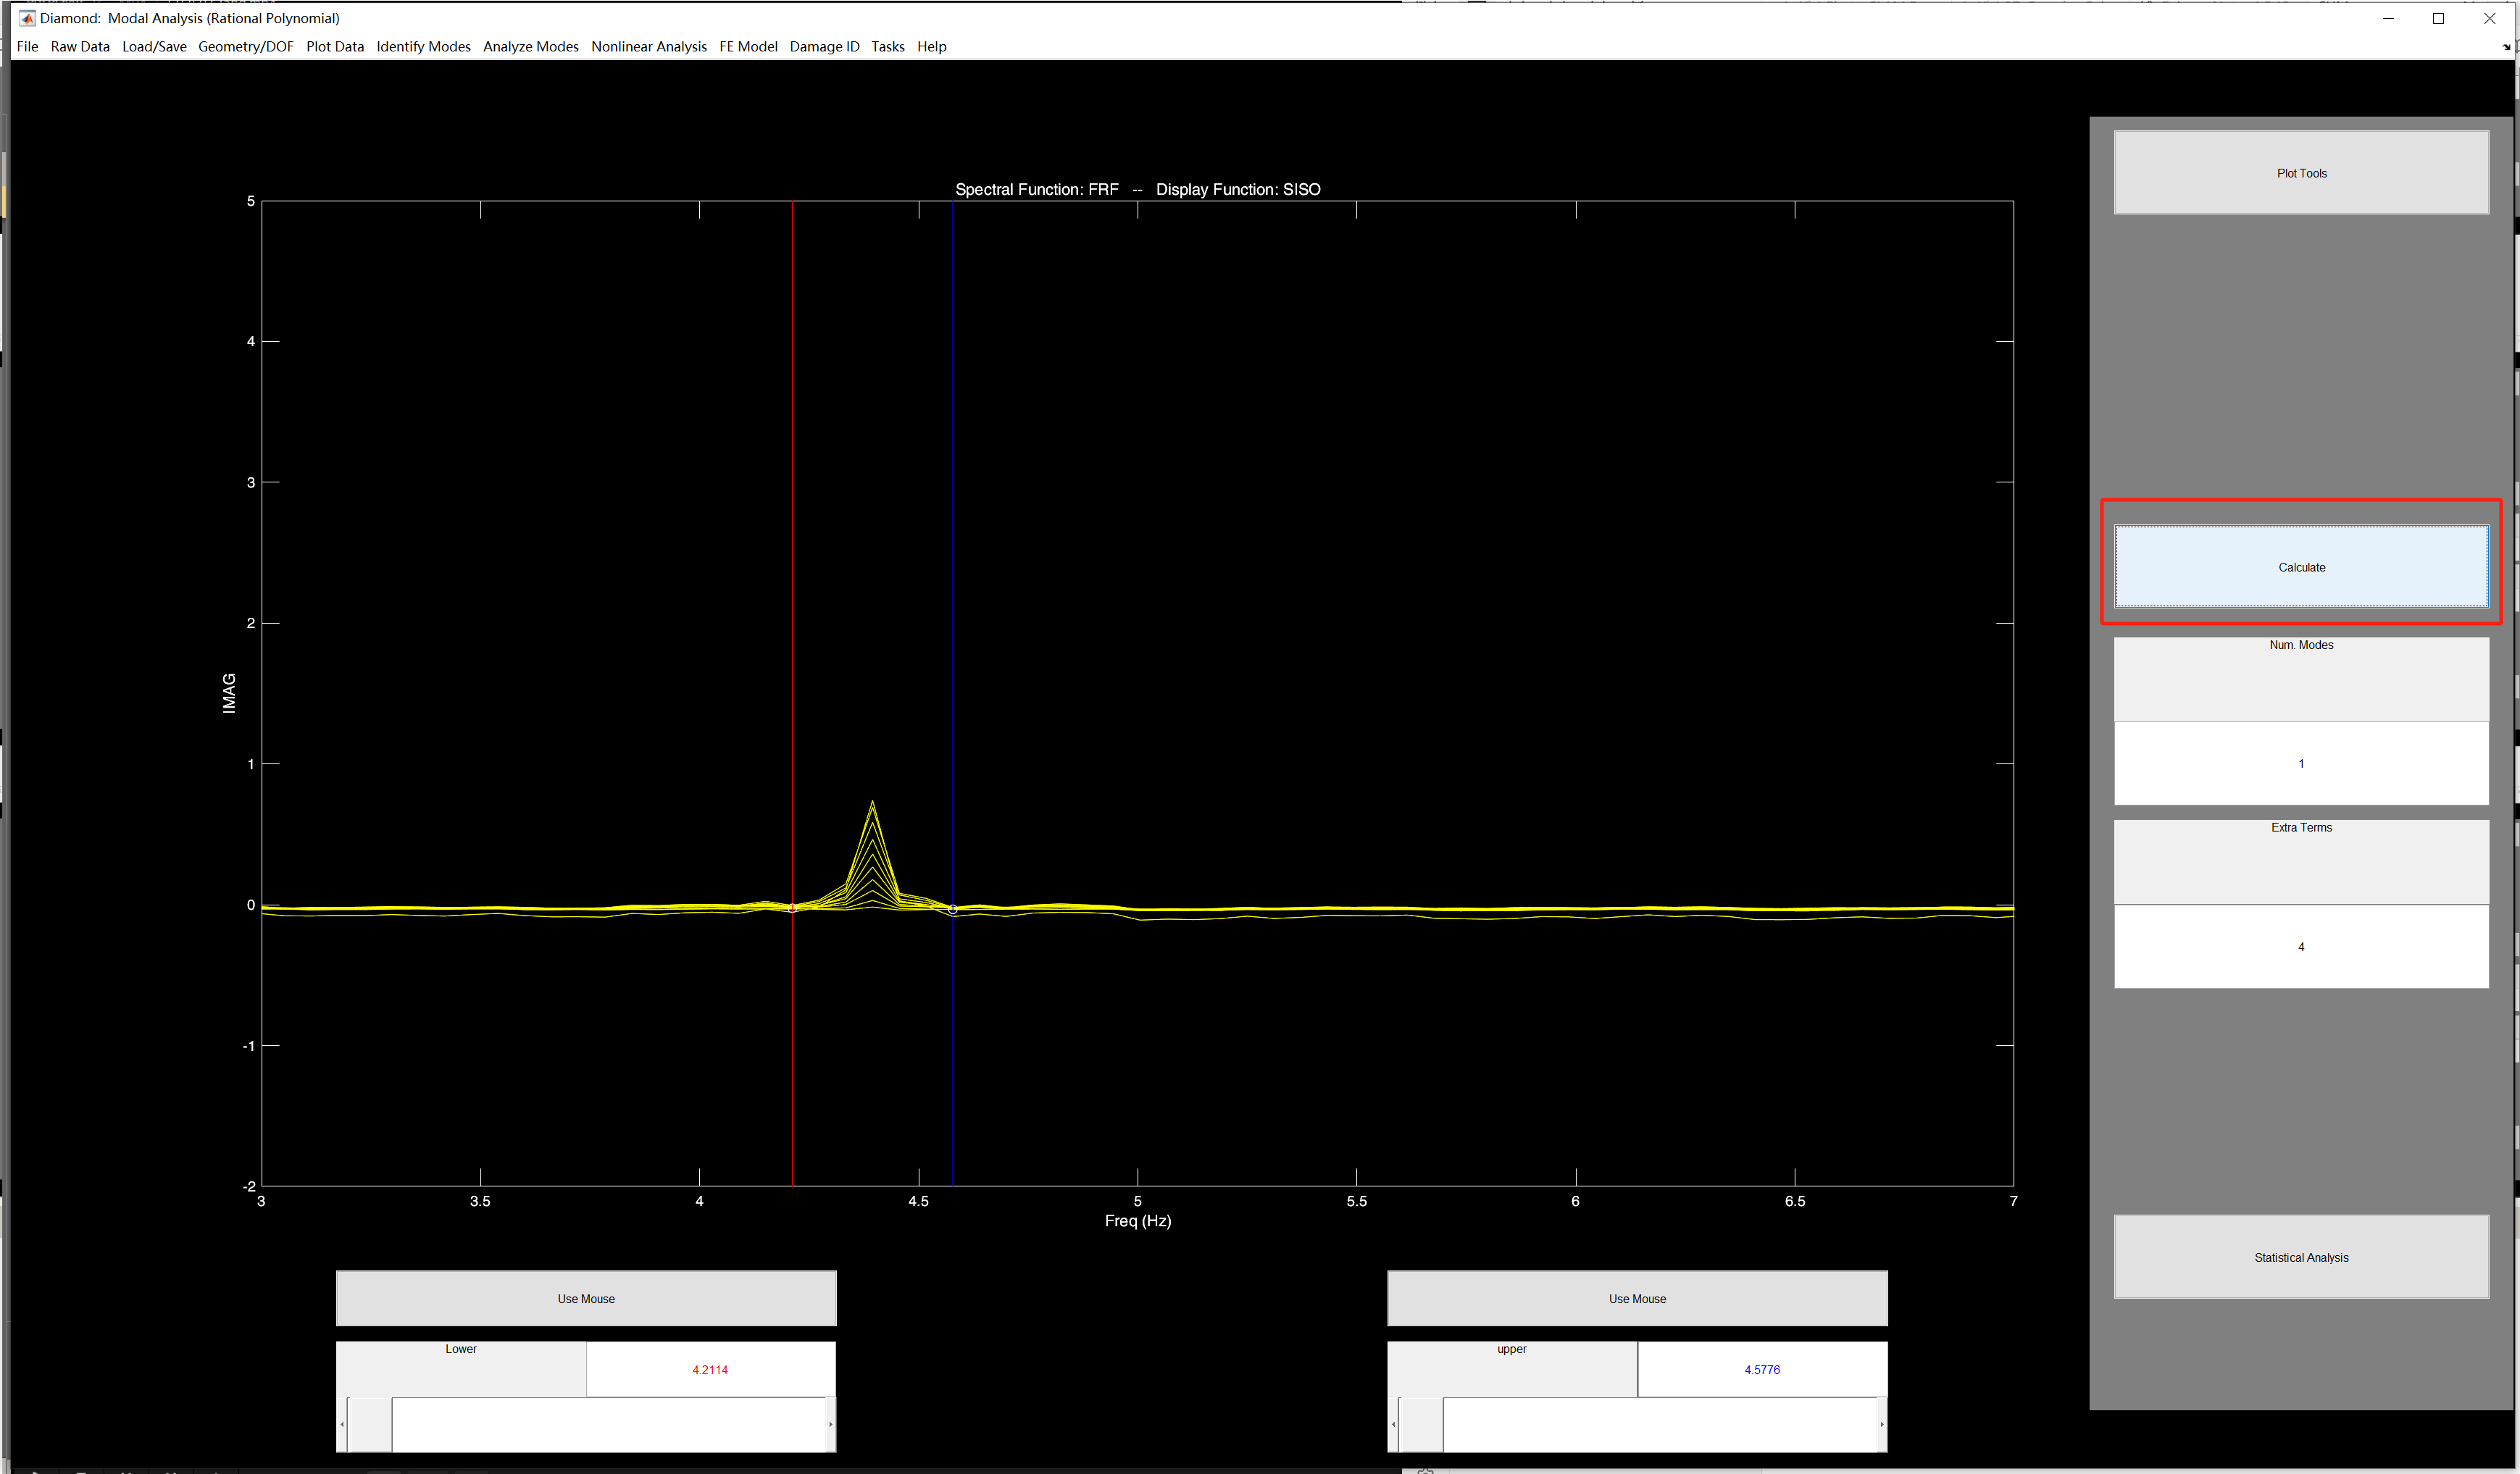 Diamond:  Modal Analysis (Rational Polynomial)
File Raw Data Load/Save Geometry/DOF Plot Data Identify Modes Analyze Modes Nonlinear Analysis FE Model Damage ID Tasks Help
Plot Tools
Spectral Function: FRF -- Display Function: SISO
5
4
3
2
1
0
-1
-2
IMAG
3 3.5 4 4.5 5 5.5 6 6.5 7
Freq (Hz)
Calculate
Num. Modes
1
Extra Terms
4
Statistical Analysis
Use Mouse
Lower
4.2114
Use Mouse
upper
4.5776